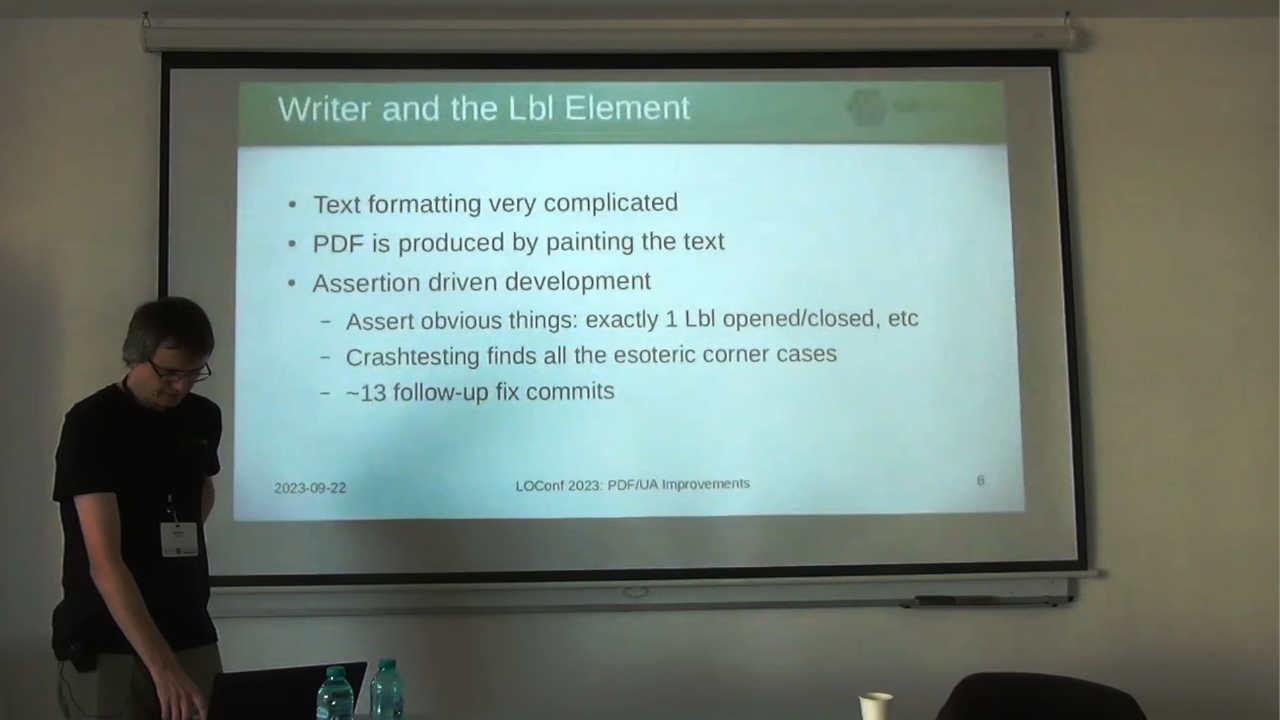 Writer and the Lbl Element
• Text formatting very complicated
• PDF is produced by painting the text
• Assertion driven development
– Assert obvious things: exactly 1 Lbl opened/closed, etc
– Crashtesting finds all the esoteric corner cases
– ~13 follow-up fix commits
2023-09-22
LOConf 2023: PDF/UA Improvements